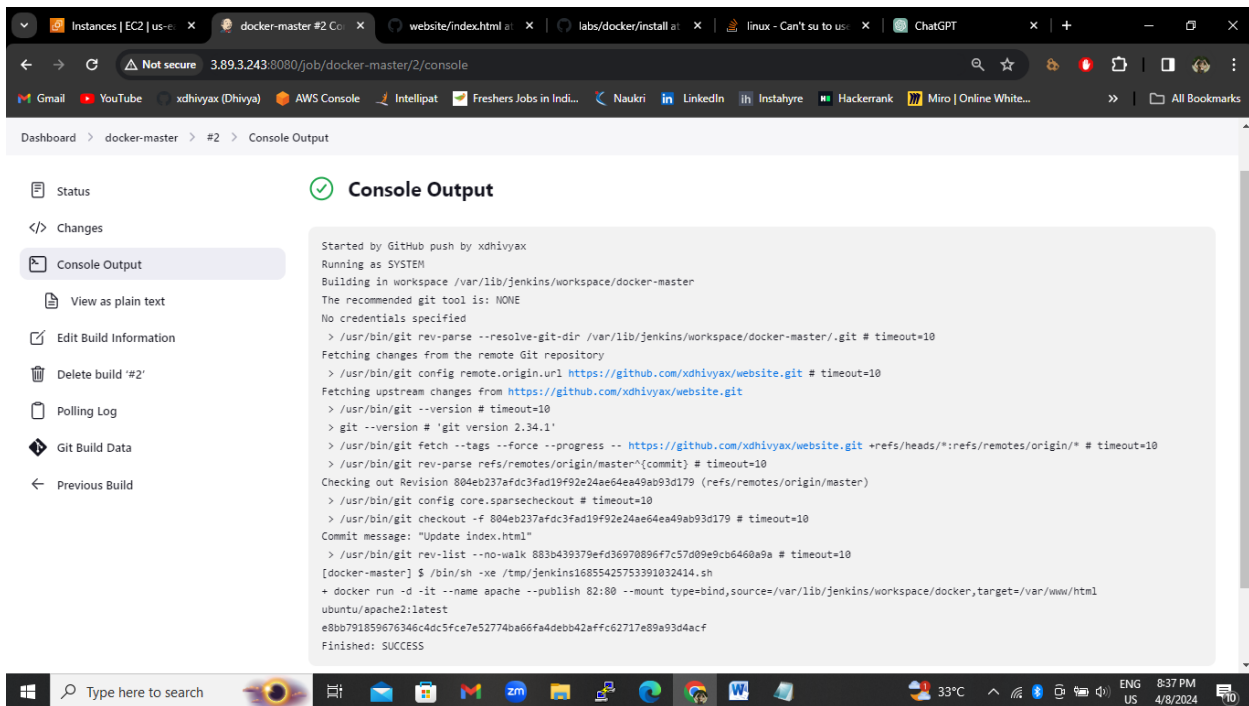 Instances | EC2 | us-ea
docker-master #2 Co
website/index.html at
labs/docker/install at
linux - Can't su to use
ChatGPT
Not secure 3.89.3.243:8080/job/docker-master/2/console
Gmail YouTube xdhivyax (Dhivya) AWS Console Intellipat Freshers Jobs in Indi... Naukri LinkedIn Instahyre Hackerrank Miro | Online White... » All Bookmarks
Dashboard > docker-master > #2 > Console Output
Status
Changes
Console Output
View as plain text
Edit Build Information
Delete build '#2'
Polling Log
Git Build Data
Previous Build
Console Output
Started by GitHub push by xdhivyax
Running as SYSTEM
Building in workspace /var/lib/jenkins/workspace/docker-master
The recommended git tool is: NONE
No credentials specified
> /usr/bin/git rev-parse --resolve-git-dir /var/lib/jenkins/workspace/docker-master/.git # timeout=10
Fetching changes from the remote Git repository
> /usr/bin/git config remote.origin.url https://github.com/xdhivyax/website.git # timeout=10
Fetching upstream changes from https://github.com/xdhivyax/website.git
> /usr/bin/git --version # timeout=10
> git --version # 'git version 2.34.1'
> /usr/bin/git fetch --tags --force --progress -- https://github.com/xdhivyax/website.git +refs/heads/*:refs/remotes/origin/* # timeout=10
> /usr/bin/git rev-parse refs/remotes/origin/master^{commit} # timeout=10
Checking out Revision 804eb237afdc3fad19f92e24ae64ea49ab93d179 (refs/remotes/origin/master)
> /usr/bin/git config core.sparsecheckout # timeout=10
> /usr/bin/git checkout -f 804eb237afdc3fad19f92e24ae64ea49ab93d179 # timeout=10
Commit message: "Update index.html"
> /usr/bin/git rev-list --no-walk 883b439379efd36970896f7c57d09e9cb6460a9a # timeout=10
[docker-master] $ /bin/sh -xe /tmp/jenkins16855425753391032414.sh
+ docker run -d -it --name apache --publish 82:80 --mount type=bind,source=/var/lib/jenkins/workspace/docker,target=/var/www/html
ubuntu/apache2:latest
e8bb791859676346c4dc5fce7e52774ba66fa4debb42affc62717e89a93d4acf
Finished: SUCCESS
Type here to search
zm
33°C
ENG
US
8:37 PM
4/8/2024